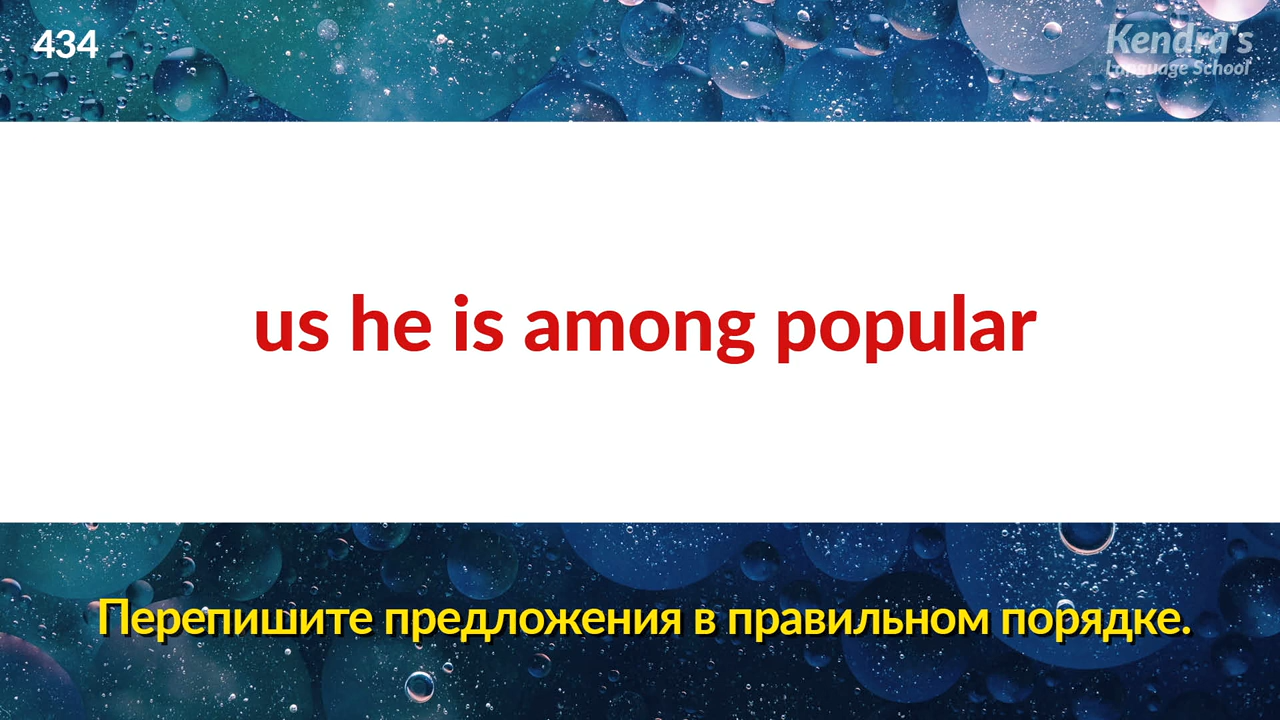 434
Kendra's
Language School
us he is among popular
Перепишите предложения в правильном порядке.